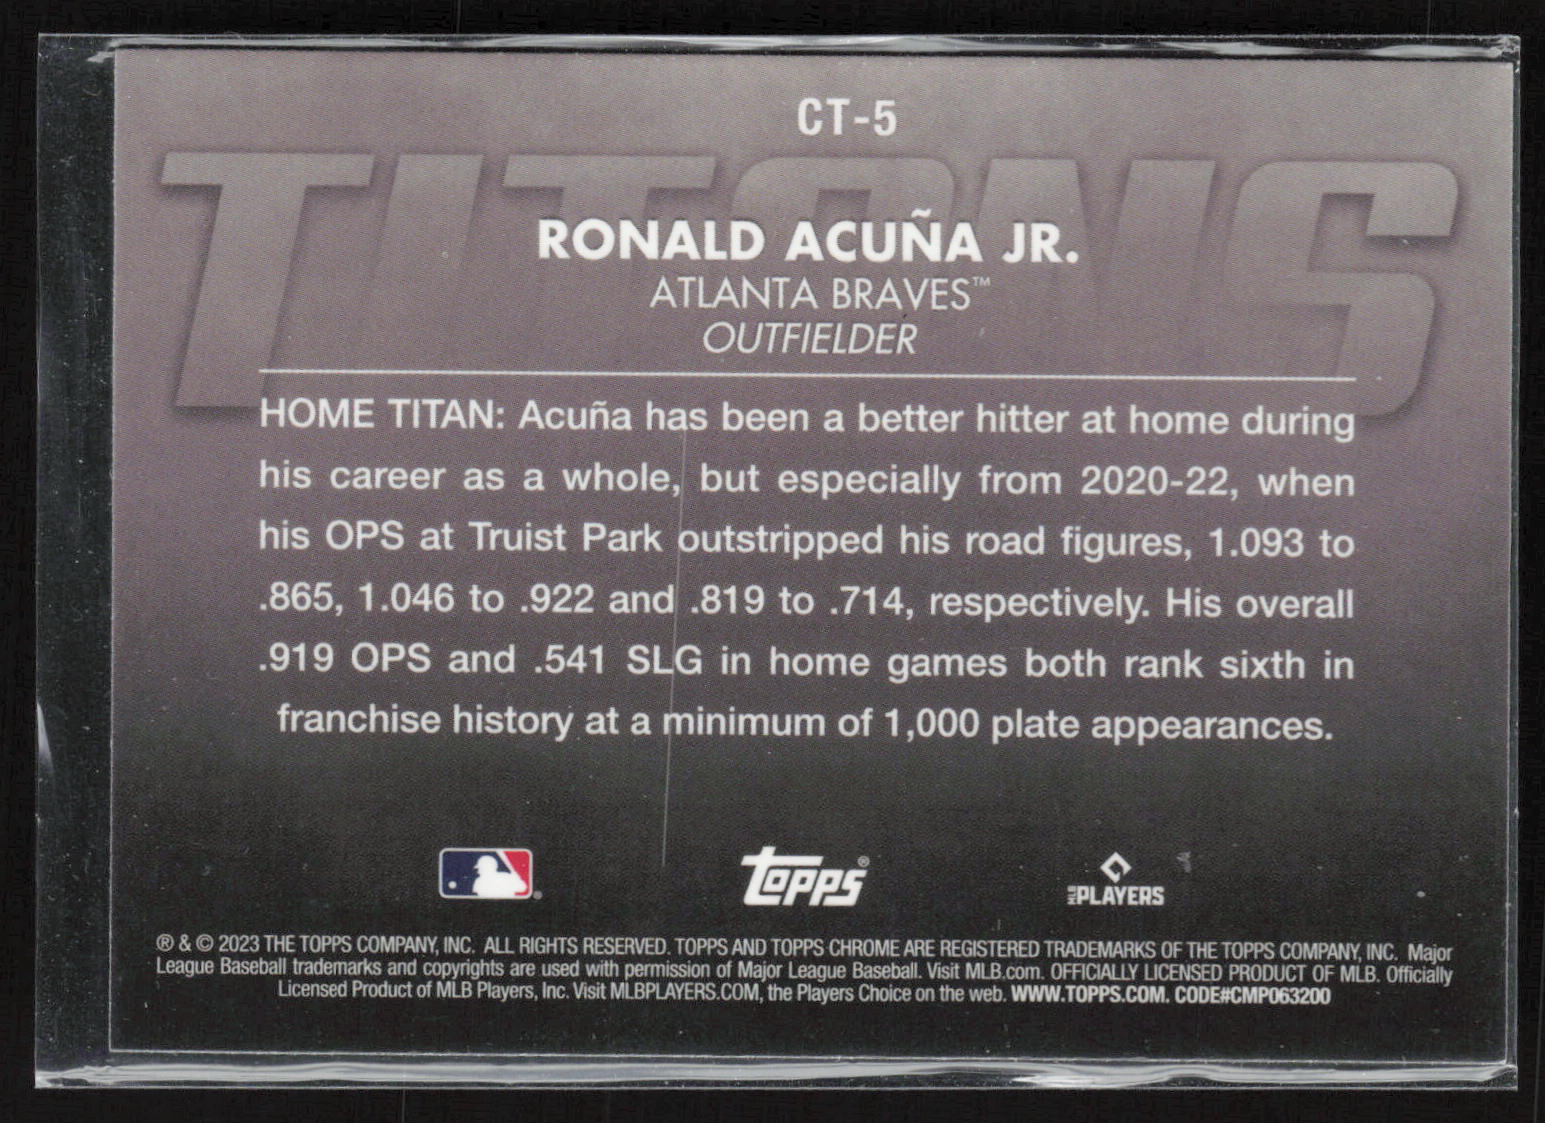 CT-5
TITANS
RONALD ACUÑA JR.
ATLANTA BRAVES™
OUTFIELDER
HOME TITAN: Acuña has been a better hitter at home during
his career as a whole, but especially from 2020-22, when
his OPS at Truist Park outstripped his road figures, 1.093 to
.865, 1.046 to .922 and .819 to .714, respectively. His overall
.919 OPS and .541 SLG in home games both rank sixth in
franchise history at a minimum of 1,000 plate appearances.
topps®
MLB PLAYERS
® & © 2023 THE TOPPS COMPANY, INC. ALL RIGHTS RESERVED. TOPPS AND TOPPS CHROME ARE REGISTERED TRADEMARKS OF THE TOPPS COMPANY, INC. Major
League Baseball trademarks and copyrights are used with permission of Major League Baseball. Visit MLB.com. OFFICIALLY LICENSED PRODUCT OF MLB. Officially
Licensed Product of MLB Players, Inc. Visit MLBPLAYERS.COM, the Players Choice on the web. WWW.TOPPS.COM. CODE#CMP063200